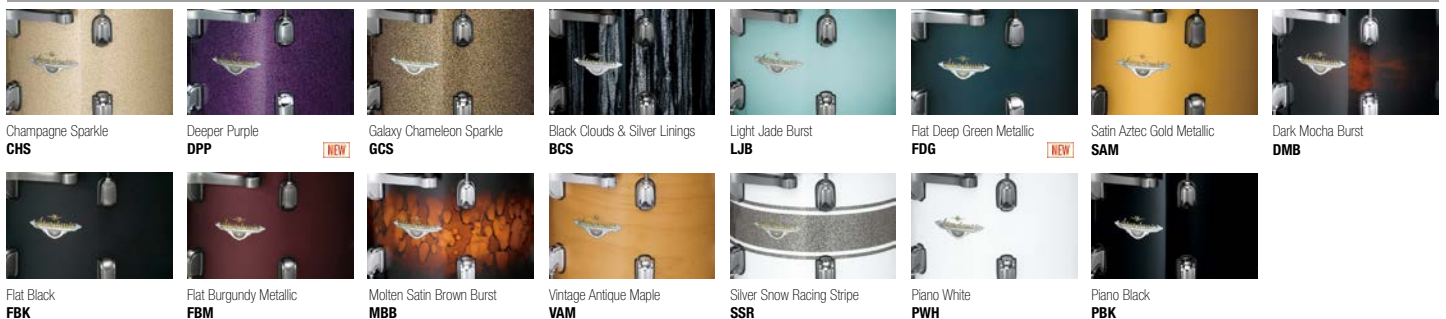 Champagne Sparkle
CHS
Deeper Purple
DPP
NEW
Galaxy Chameleon Sparkle
GCS
Black Clouds & Silver Linings
BCS
Light Jade Burst
LJB
Flat Deep Green Metallic
FDG
NEW
Satin Aztec Gold Metallic
SAM
Dark Mocha Burst
DMB
Flat Black
FBK
Flat Burgundy Metallic
FBM
Molten Satin Brown Burst
MBB
Vintage Antique Maple
VAM
Silver Snow Racing Stripe
SSR
Piano White
PWH
Piano Black
PBK